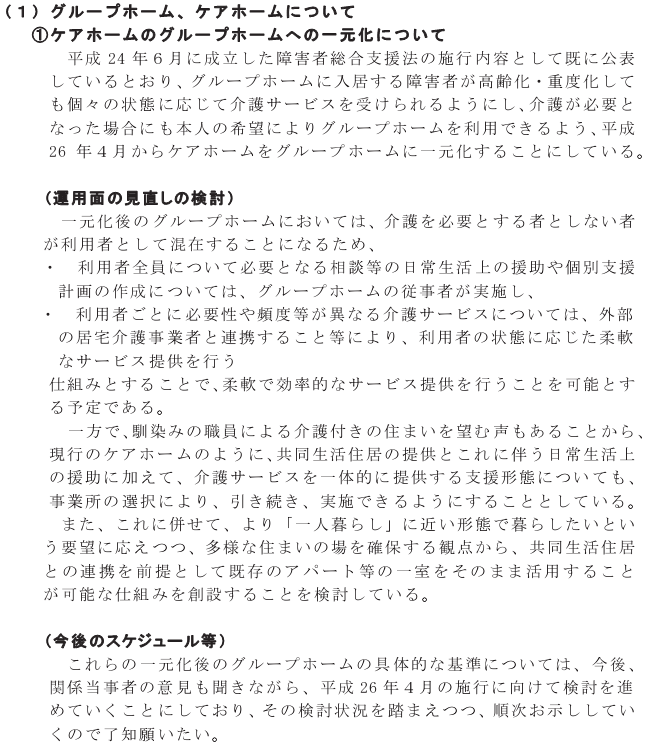 （１）グループホーム、ケアホームについて
①ケアホームのグループホームへの一元化について
平成 24 年６月に成立した障害者総合支援法の施行内容として既に公表
しているとおり、グループホームに入居する障害者が高齢化・重度化して
も個々の状態に応じて介護サービスを受けられるようにし、介護が必要と
なった場合にも本人の希望によりグループホームを利用できるよう、平成
26 年４月からケアホームをグループホームに一元化することにしている。
（運用面の見直しの検討）
一元化後のグループホームにおいては、介護を必要とする者としない者
が利用者として混在することになるため、
・　利用者全員について必要となる相談等の日常生活上の援助や個別支援
計画の作成については、グループホームの従事者が実施し、
・　利用者ごとに必要性や頻度等が異なる介護サービスについては、外部
の居宅介護事業者と連携すること等により、利用者の状態に応じた柔軟
なサービス提供を行う
仕組みとすることで、柔軟で効率的なサービス提供を行うことを可能とす
る予定である。
一方で、馴染みの職員による介護付きの住まいを望む声もあることから、
現行のケアホームのように、共同生活住居の提供とこれに伴う日常生活上
の援助に加えて、介護サービスを一体的に提供する支援形態についても、
事業所の選択により、引き続き、実施できるようにすることとしている。
また、これに併せて、より「一人暮らし」に近い形態で暮らしたいとい
う要望に応えつつ、多様な住まいの場を確保する観点から、共同生活住居
との連携を前提として既存のアパート等の一室をそのまま活用すること
が可能な仕組みを創設することを検討している。
（今後のスケジュール等）
これらの一元化後のグループホームの具体的な基準については、今後、
関係当事者の意見も聞きながら、平成 26 年４月の施行に向けて検討を進
めていくことにしており、その検討状況を踏まえつつ、順次お示ししてい
くので了知願いたい。